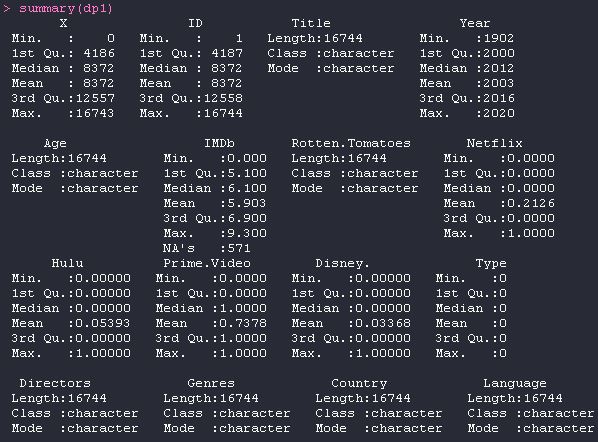 > summary(dp1)
X ID Title Year
Min. : 0 Min. : 1 Length:16744 Min. :1902
1st Qu.: 4186 1st Qu.: 4187 Class :character 1st Qu.:2000
Median : 8372 Median : 8372 Mode :character Median :2012
Mean : 8372 Mean : 8372 Mean :2003
3rd Qu.:12557 3rd Qu.:12558 3rd Qu.:2016
Max. :16743 Max. :16744 Max. :2020
Age IMDb Rotten.Tomatoes Netflix
Length:16744 Min. :0.000 Length:16744 Min. :0.0000
Class :character 1st Qu.:5.100 Class :character 1st Qu.:0.0000
Mode :character Median :6.100 Mode :character Median :0.0000
Mean :5.903 Mean :0.2126
3rd Qu.:6.900 3rd Qu.:0.0000
Max. :9.300 Max. :1.0000
NA's :571
Hulu Prime.Video Disney. Type
Min. :0.00000 Min. :0.0000 Min. :0.00000 Min. :0
1st Qu.:0.00000 1st Qu.:0.0000 1st Qu.:0.00000 1st Qu.:0
Median :0.00000 Median :1.0000 Median :0.00000 Median :0
Mean :0.05393 Mean :0.7378 Mean :0.03368 Mean :0
3rd Qu.:0.00000 3rd Qu.:1.0000 3rd Qu.:0.00000 3rd Qu.:0
Max. :1.00000 Max. :1.0000 Max. :1.00000 Max. :0
Directors Genres Country Language
Length:16744 Length:16744 Length:16744 Length:16744
Class :character Class :character Class :character Class :character
Mode :character Mode :character Mode :character Mode :character